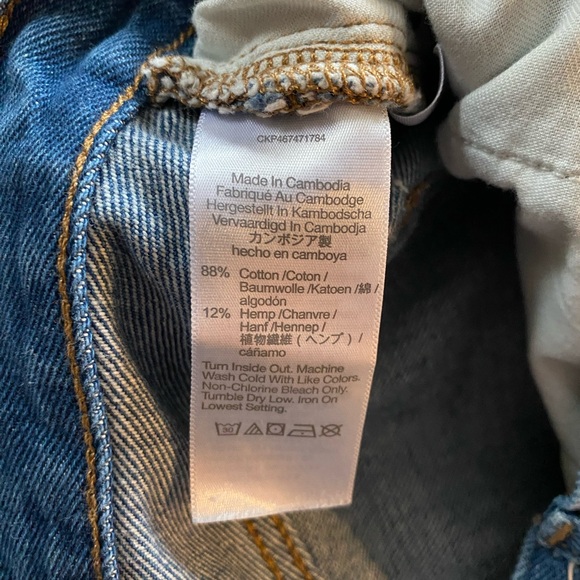 CKP467471784
Made In Cambodia
Fabriqué Au Cambodge
Hergestellt In Kambodscha
Vervaardigd In Cambodja
カンボジア製
hecho en camboya
88% Cotton /Coton /
Baumwolle /Katoen /綿 /
algodón
12% Hemp /Chanvre /
Hanf /Hennep /
植物繊維（ヘンプ）/
cáñamo
Turn Inside Out. Machine
Wash Cold With Like Colors.
Non-Chlorine Bleach Only.
Tumble Dry Low. Iron On
Lowest Setting.
30